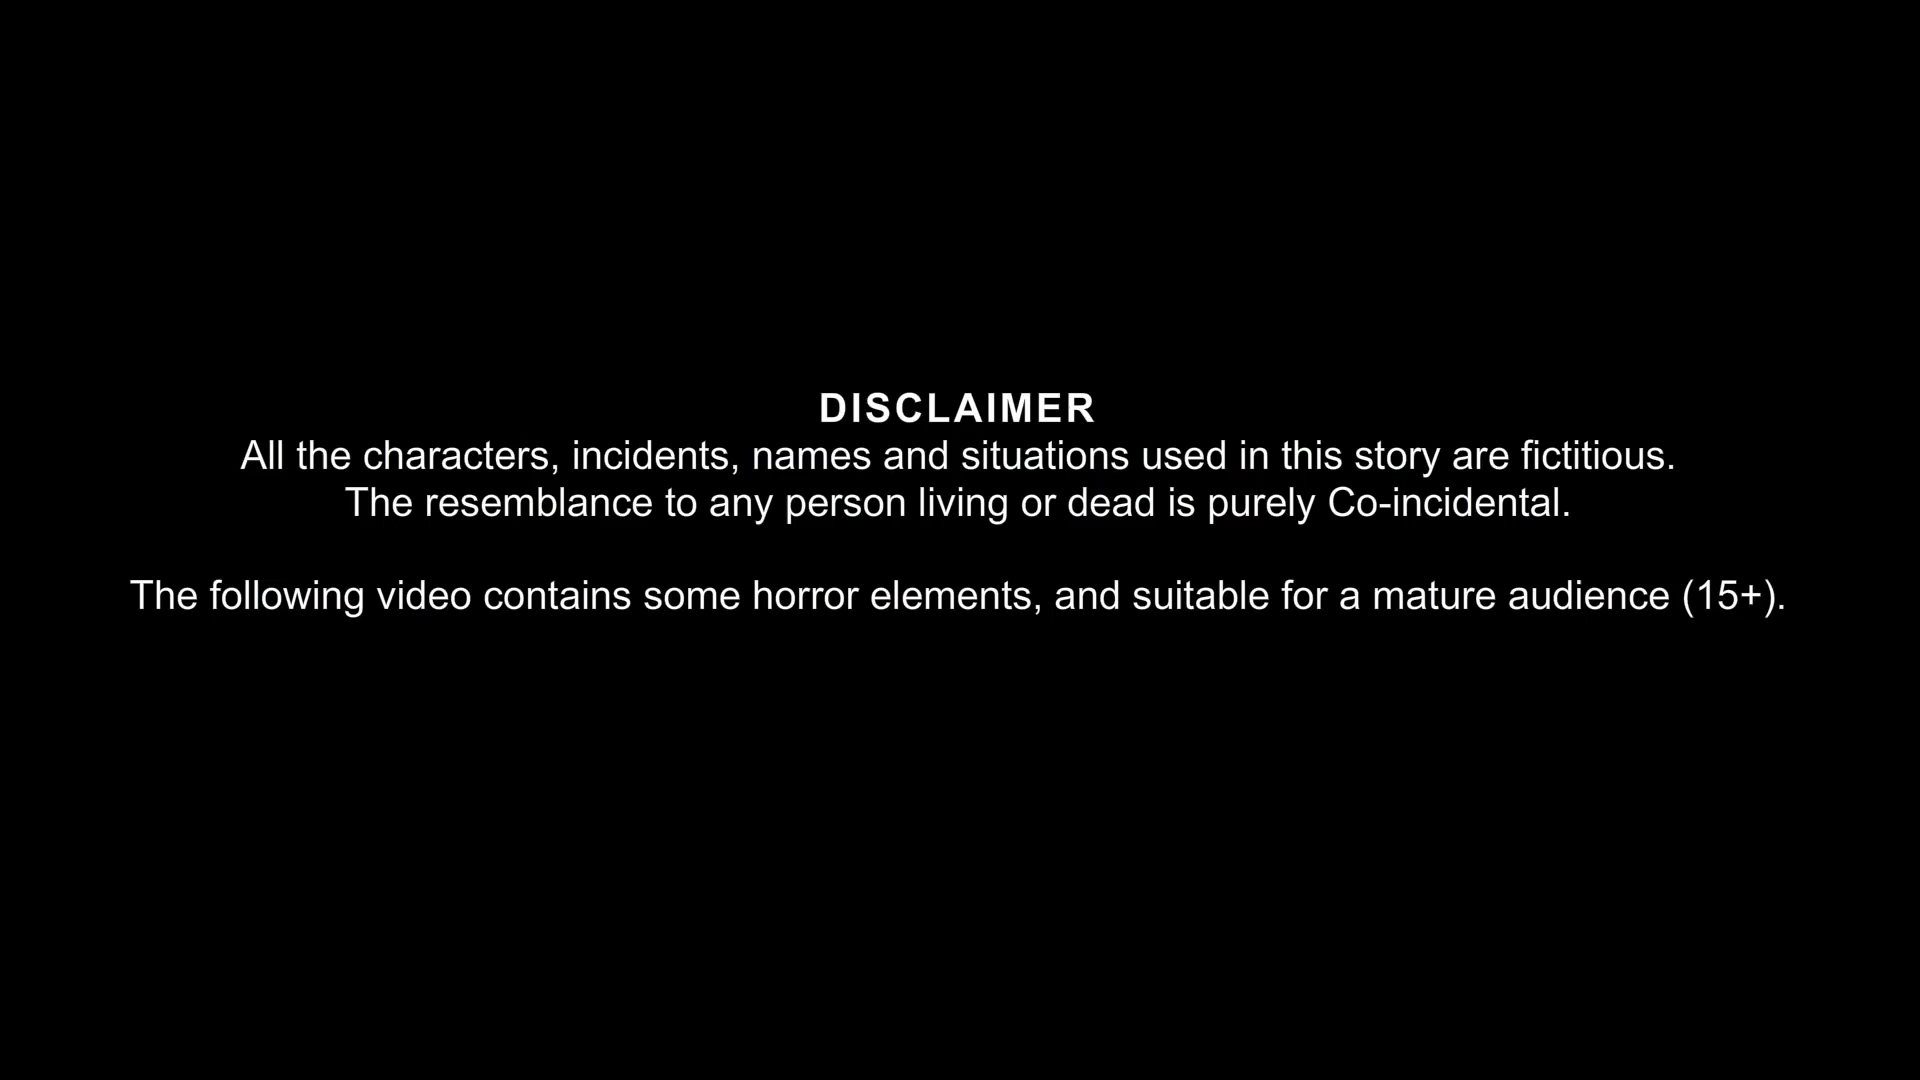 DISCLAIMER
All the characters, incidents, names and situations used in this story are fictitious.
The resemblance to any person living or dead is purely Co-incidental.
The following video contains some horror elements, and suitable for a mature audience (15+).